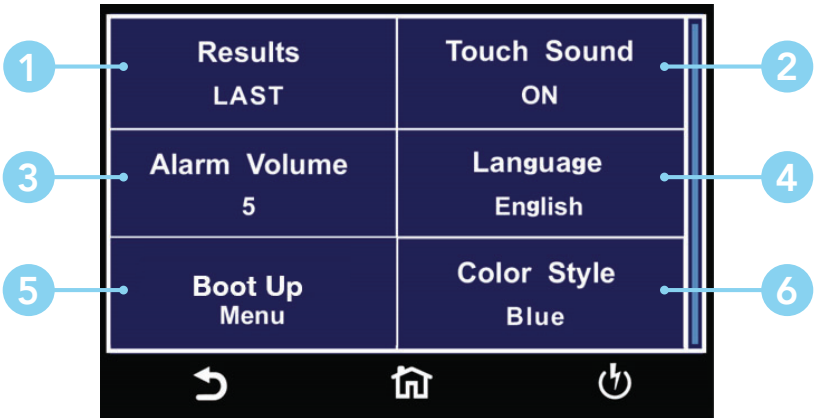 1
Results
LAST
2
Touch Sound
ON
3
Alarm Volume
5
4
Language
English
5
Boot Up
Menu
6
Color Style
Blue